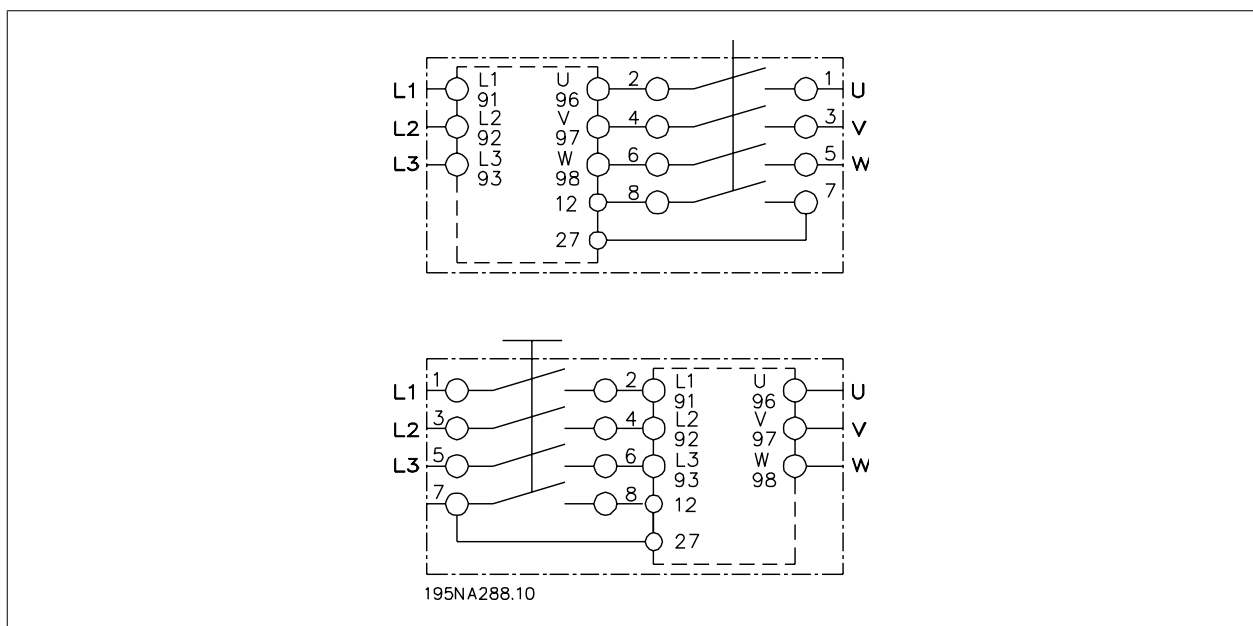 L1 L1 U 2 1 U
91 96
L2 L2 V 4 3 V
92 97
L3 L3 W 6 5 W
93 98
12 8 7
27
L1 1 2 L1 U U
91 96
L2 3 4 L2 V V
92 97
L3 5 6 L3 W W
93 98
7 8 12
27
195NA288.10